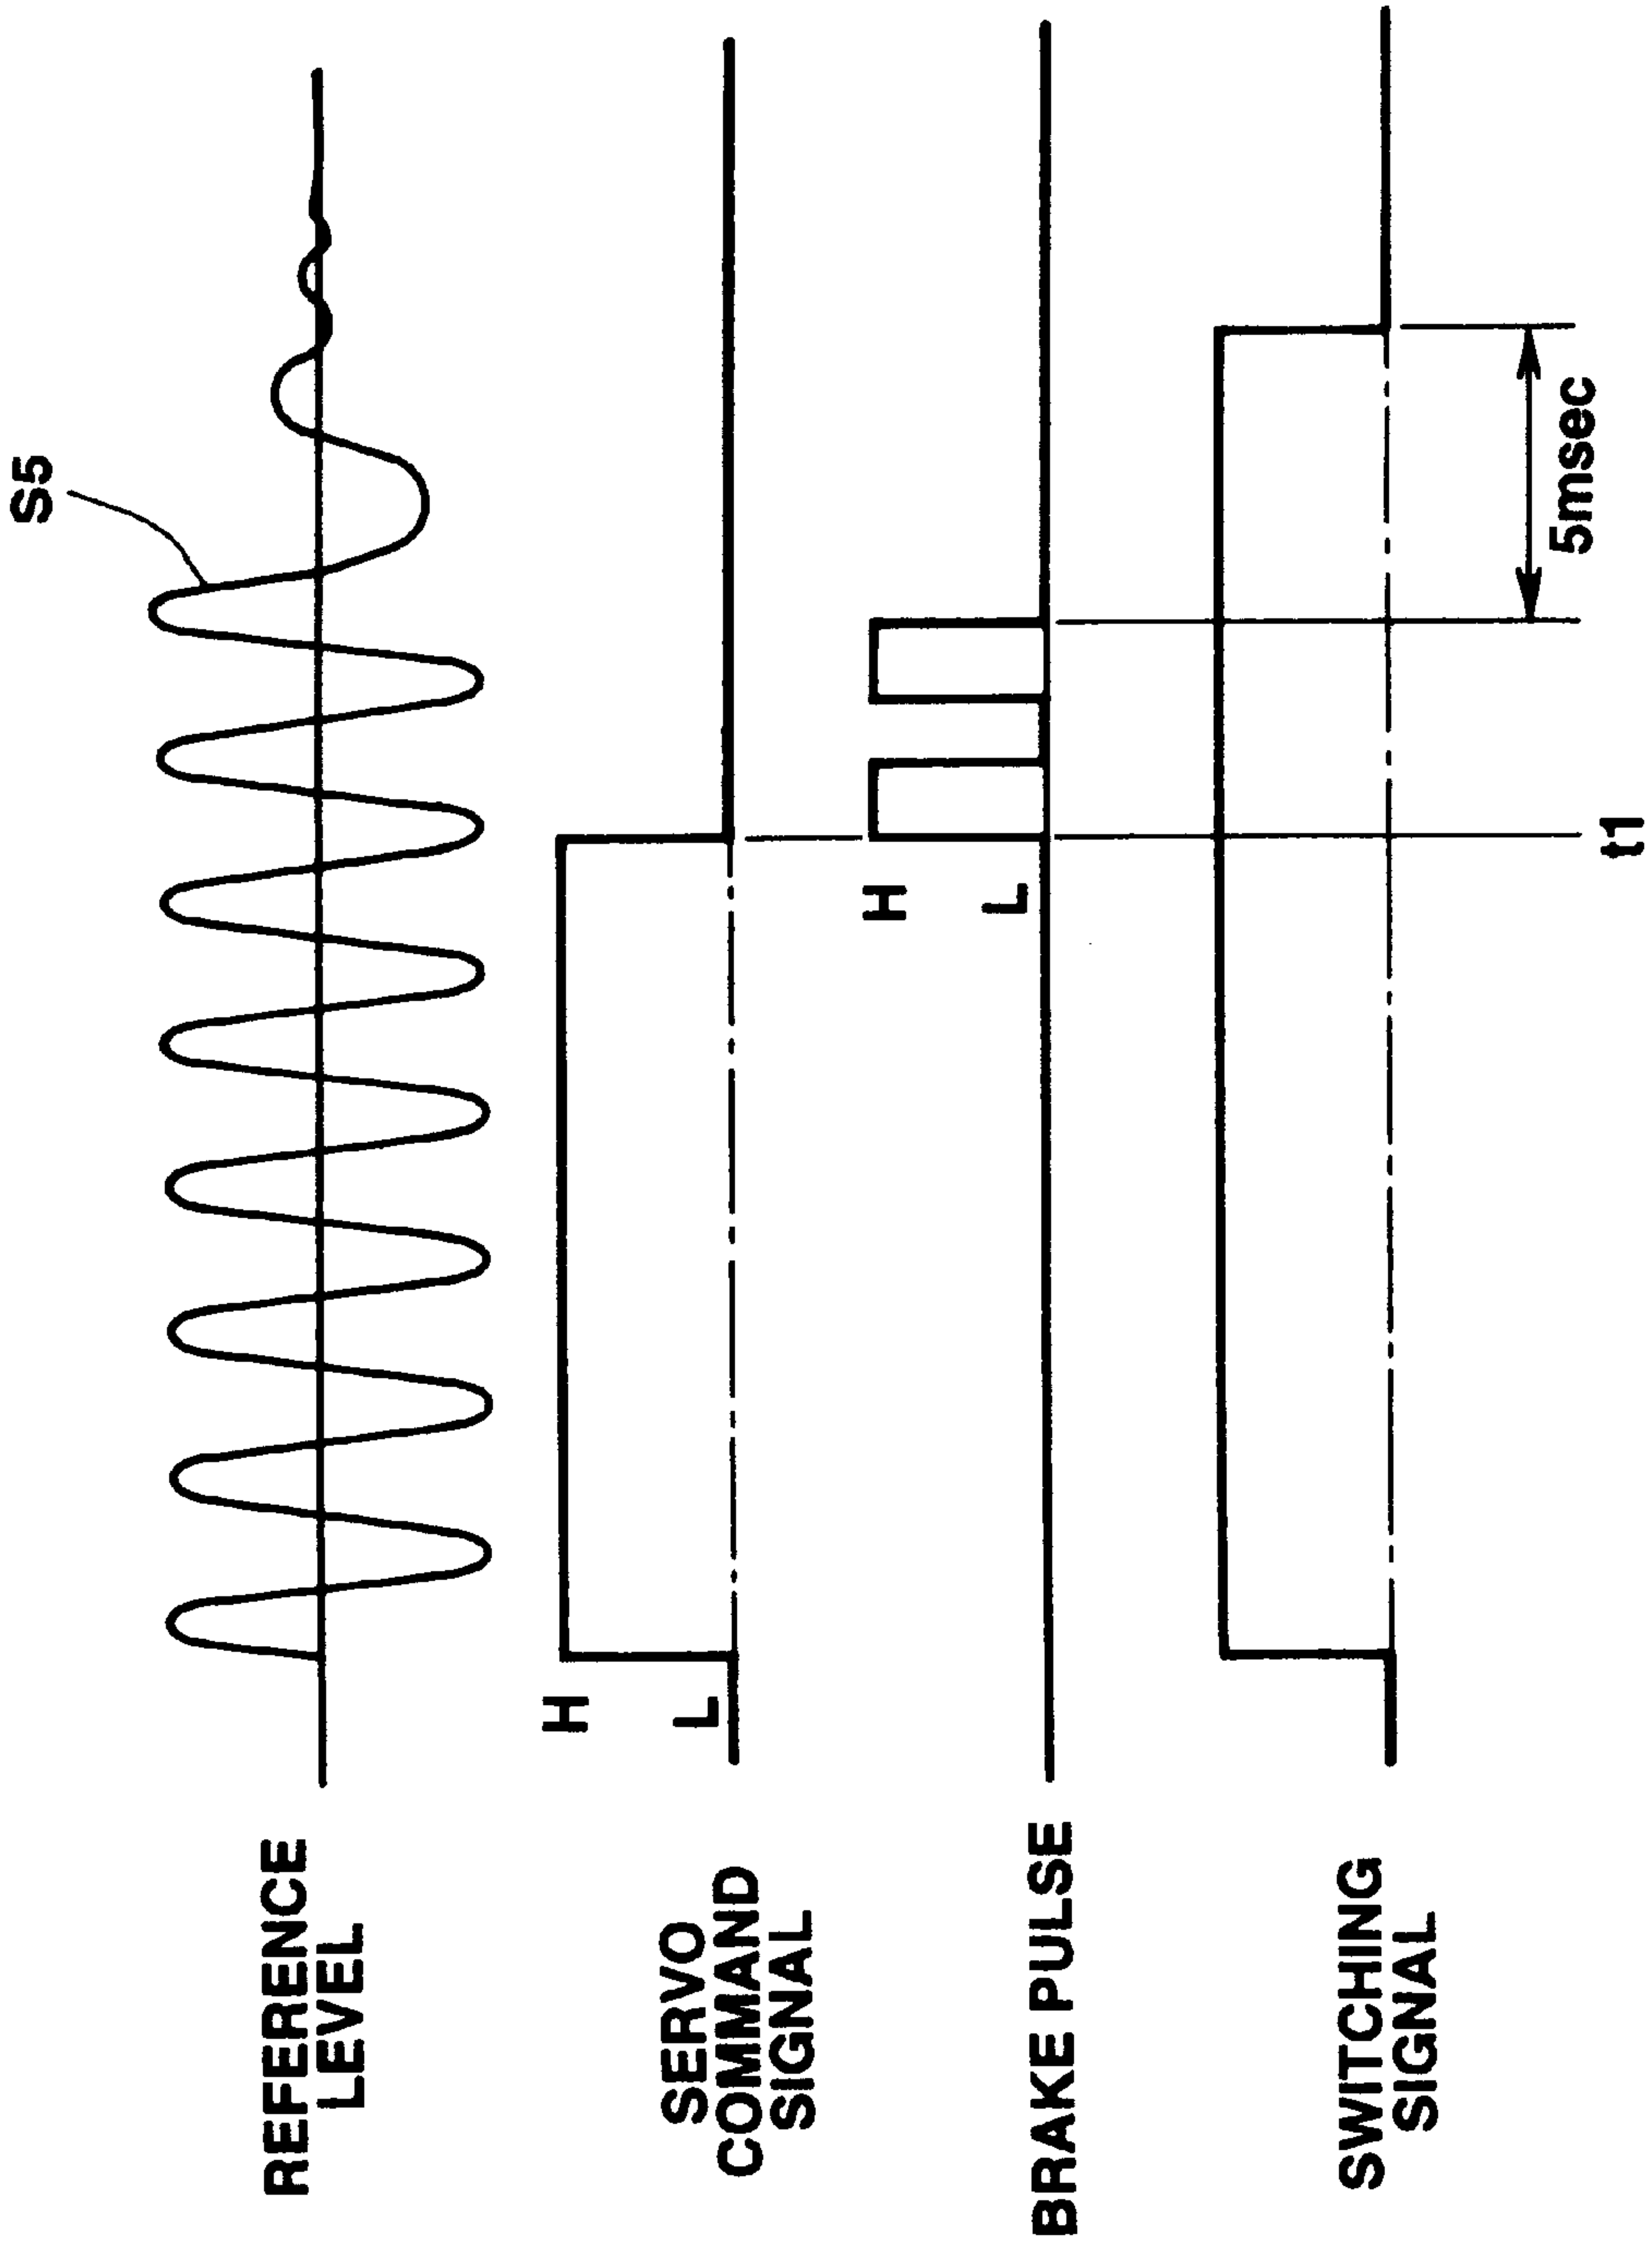 S5
REFERENCE
LEVEL
H
L
SERVO
COMMAND
SIGNAL
H
L
BRAKE PULSE
SWITCHING
SIGNAL
t1
5msec